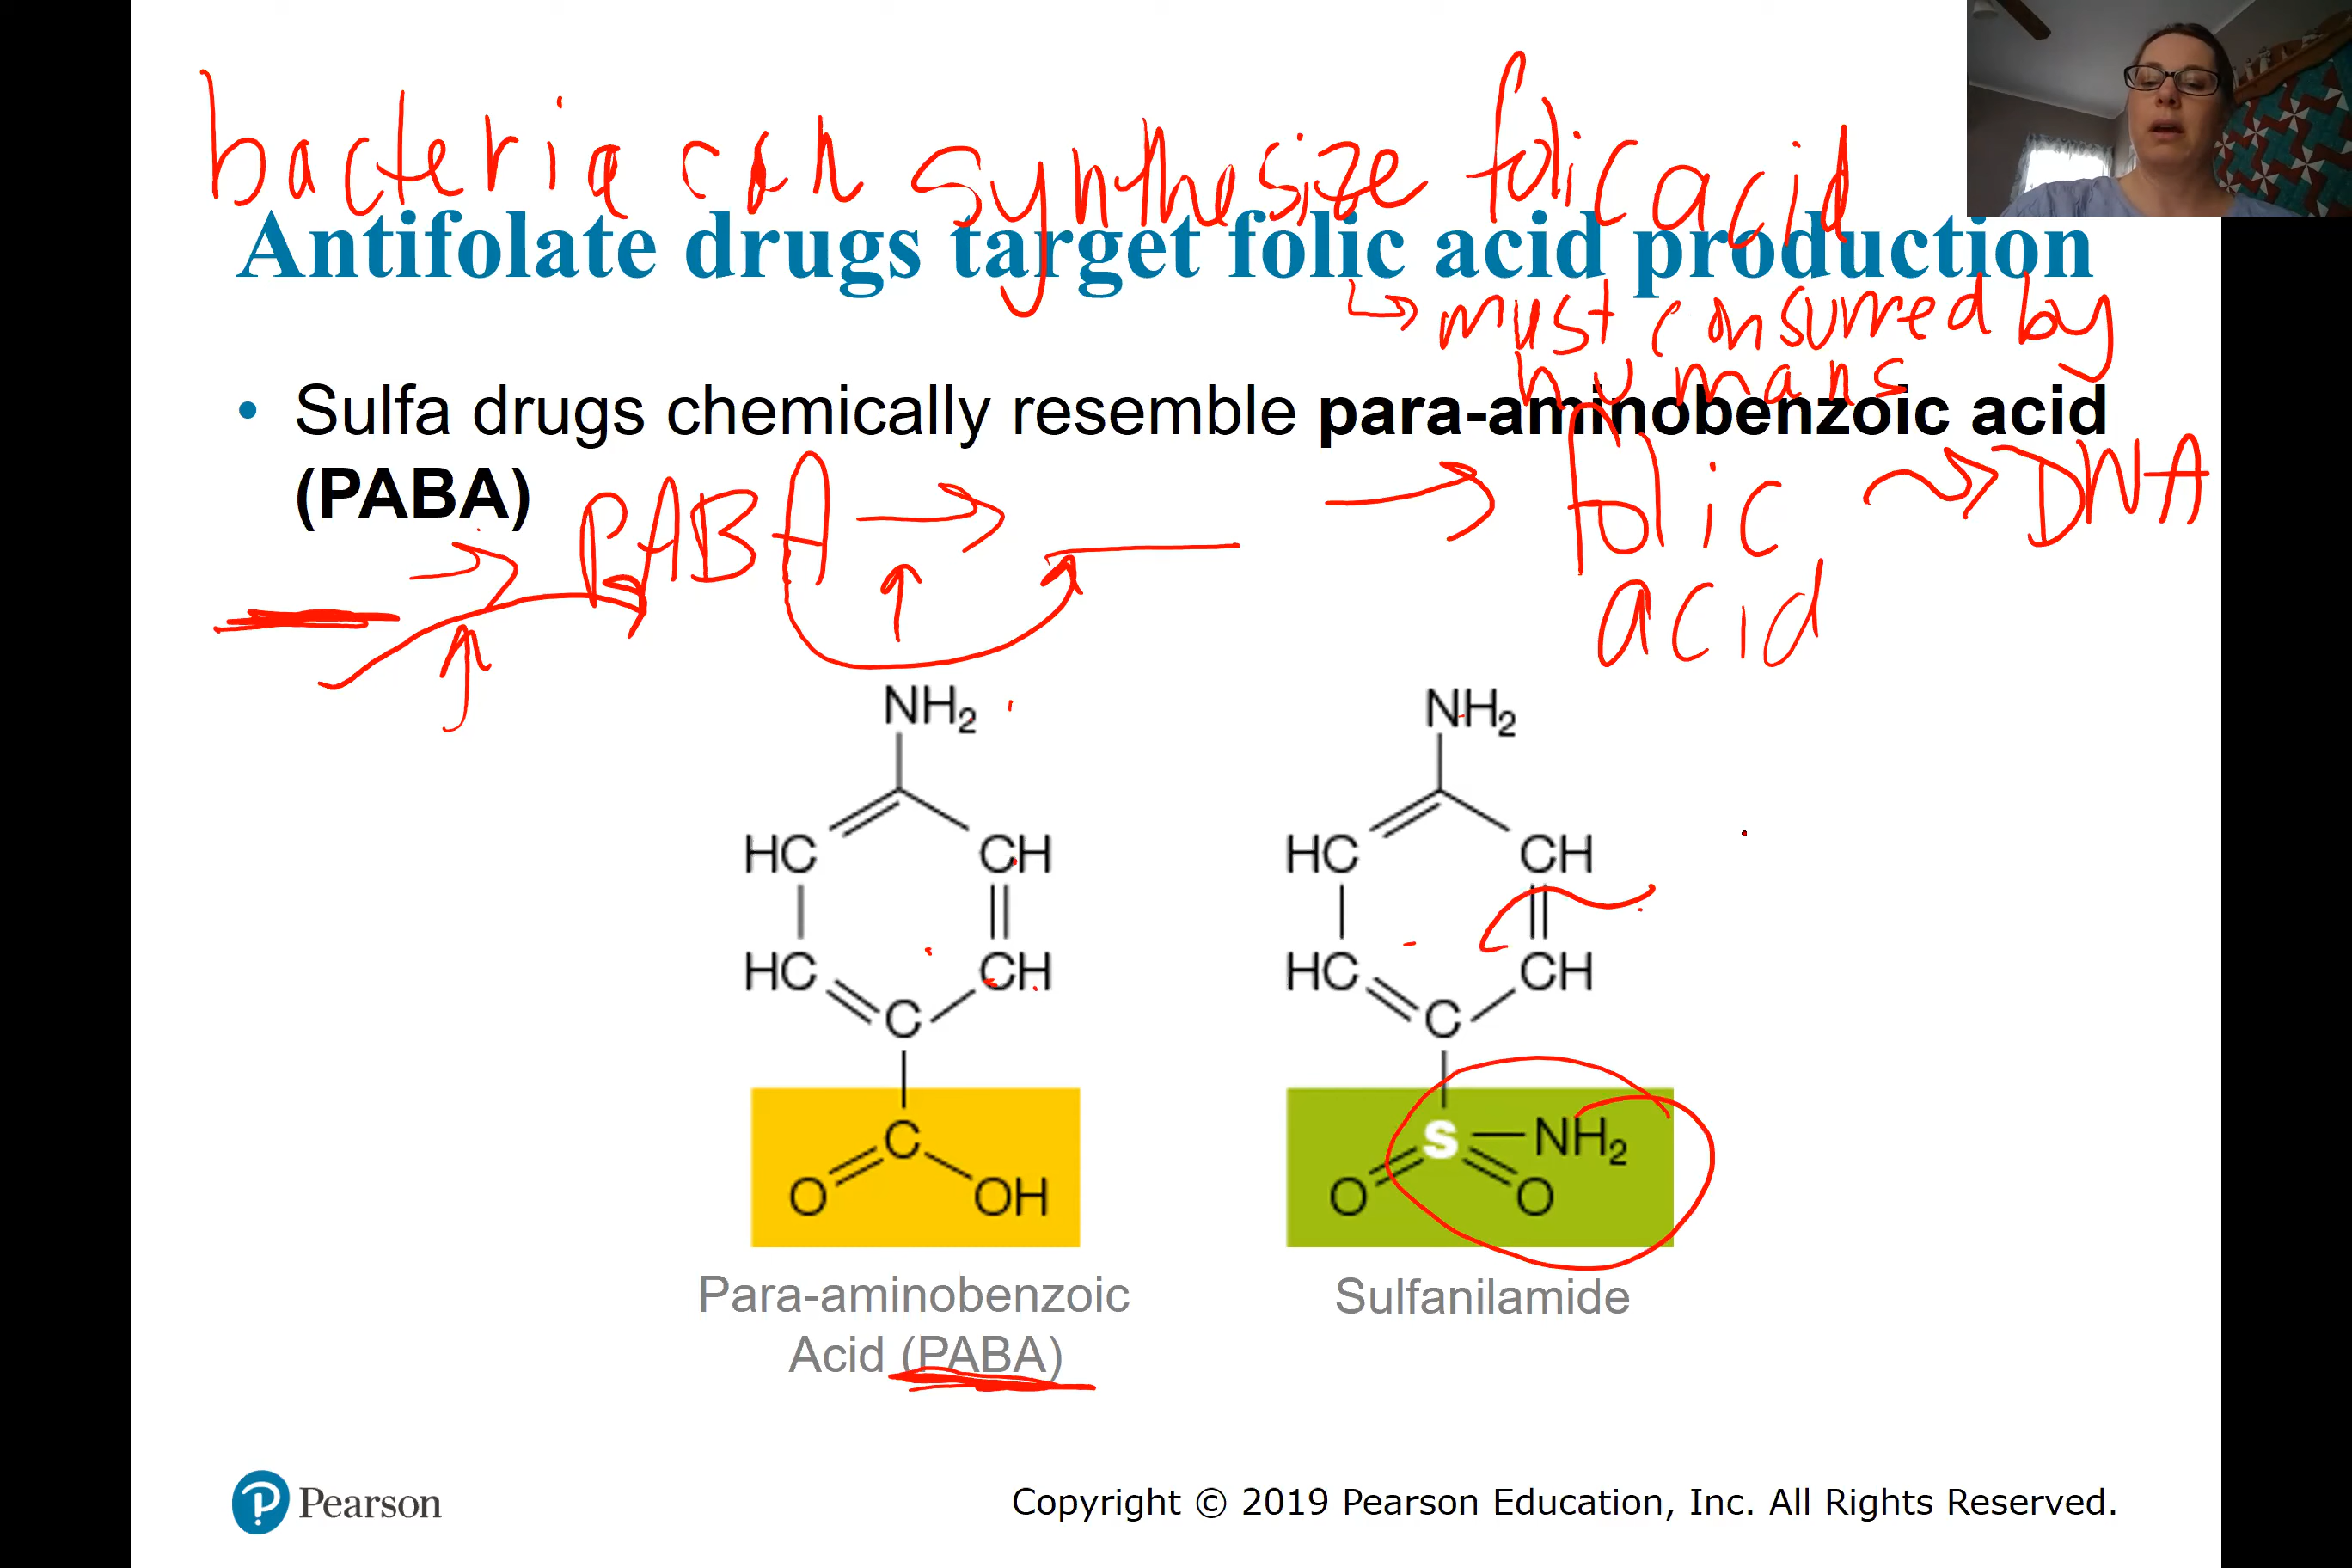 bacteria can synthesize folic acid
Antifolate drugs target folic acid production
↳ must consumed by
humans
• Sulfa drugs chemically resemble para-aminobenzoic acid
(PABA)
→ PABA → → folic → DNA
acid
NH2 NH2
HC CH HC CH
HC CH HC CH
C C
C S—NH2
O OH O O
Para-aminobenzoic
Acid (PABA)
Sulfanilamide
Pearson
Copyright © 2019 Pearson Education, Inc. All Rights Reserved.